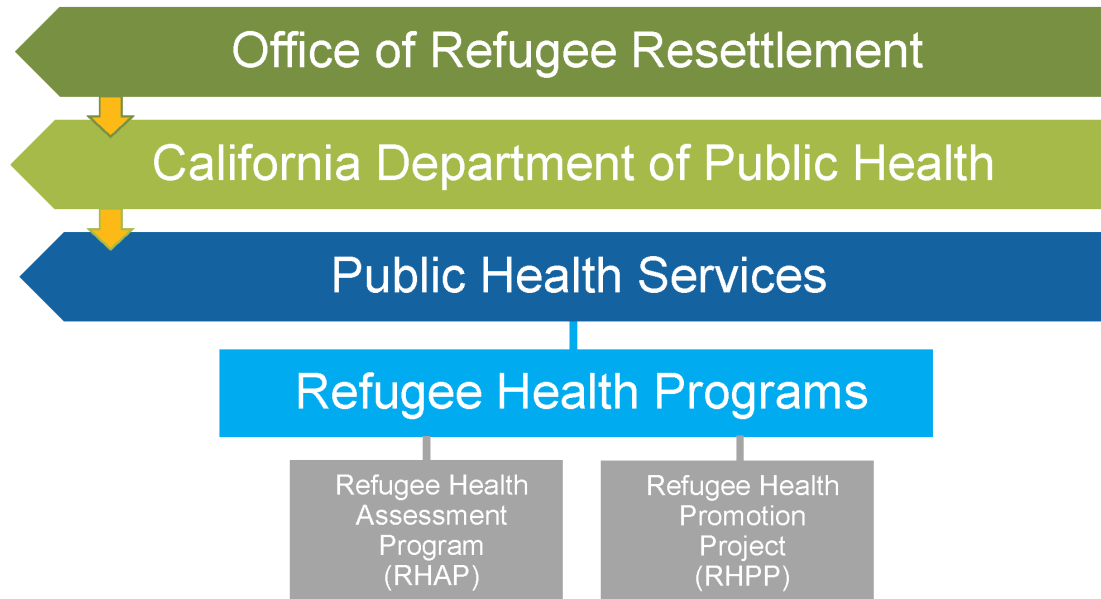 Office of Refugee Resettlement
California Department of Public Health
Public Health Services
Refugee Health Programs
Refugee Health
Assessment
Program
(RHAP)
Refugee Health
Promotion
Project
(RHPP)